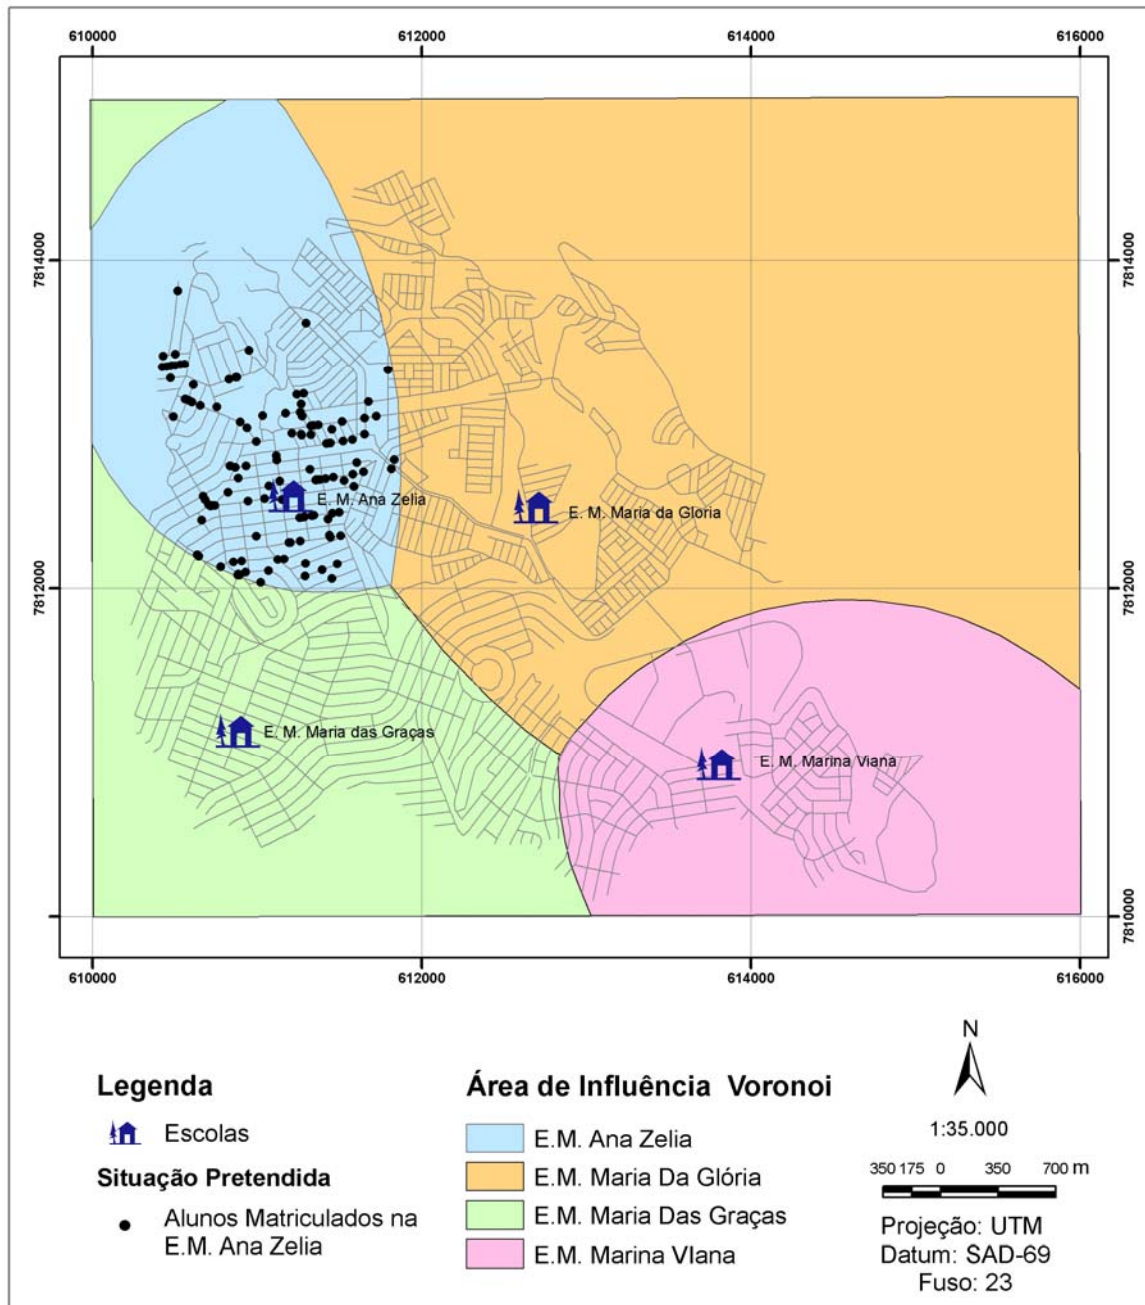 610000 612000 614000 616000
7814000 7814000
E. M. Ana Zelia
E. M. Maria da Gloria
7812000 7812000
E. M. Maria das Graças
E. M. Marina Viana
7810000
610000 612000 614000 616000
N
Legenda
Área de Influência Voronoi
Escolas
E.M. Ana Zelia
1:35.000
Situação Pretendida
E.M. Maria Da Glória
350 175 0 350 700 m
Alunos Matriculados na
E.M. Ana Zelia
E.M. Maria Das Graças
E.M. Marina VIana
Projeção: UTM
Datum: SAD-69
Fuso: 23